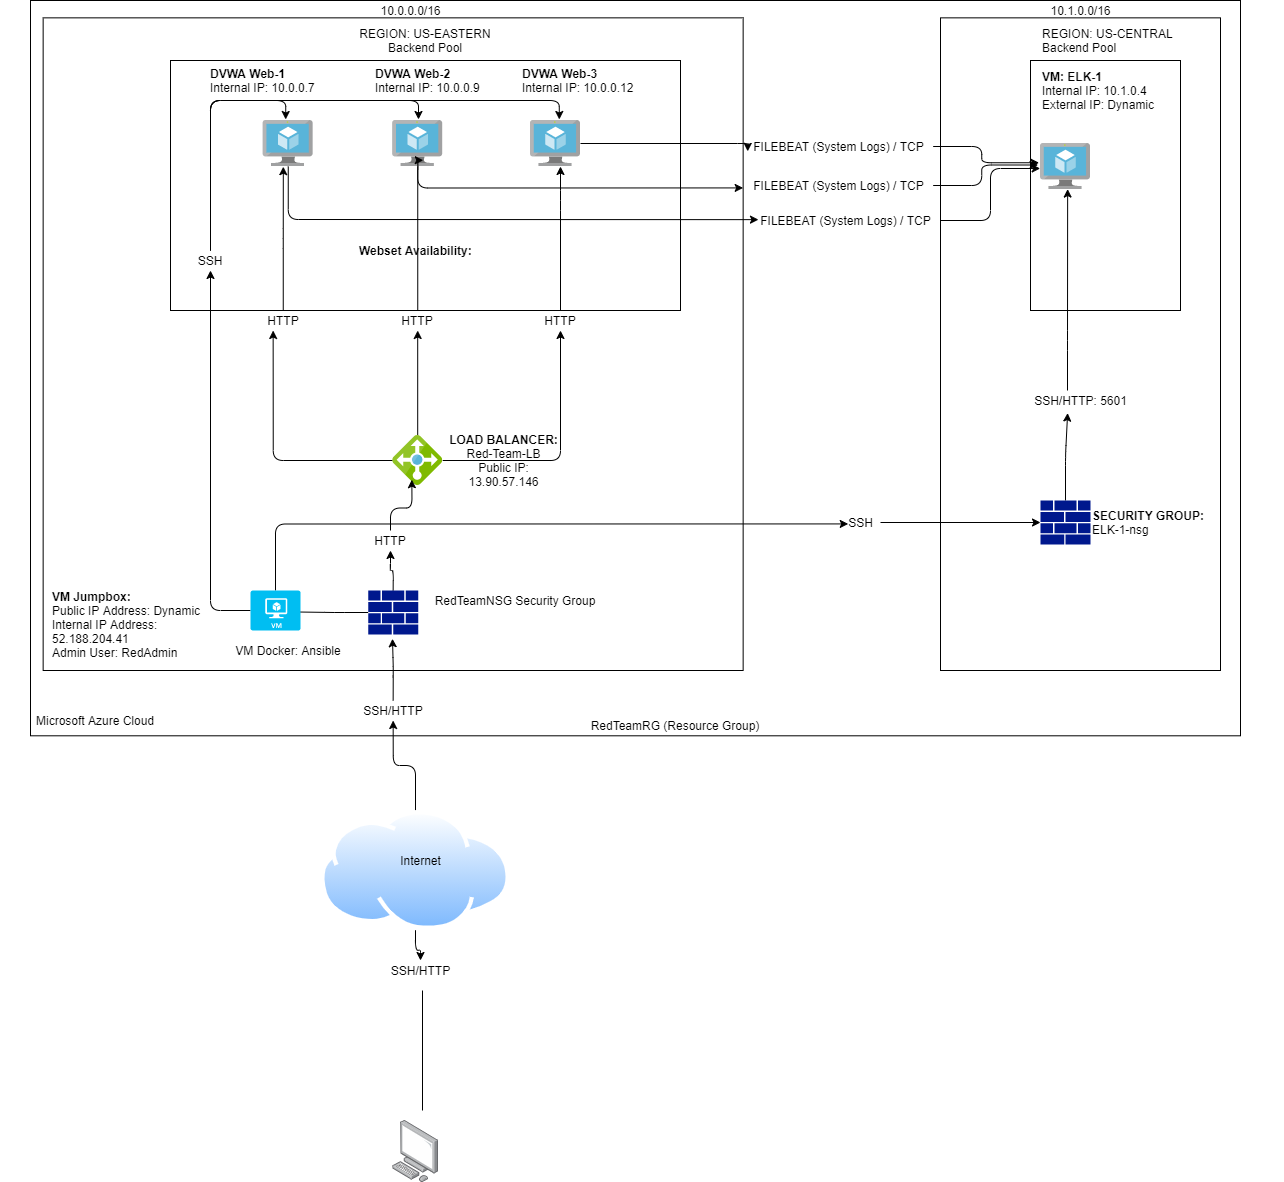 10.0.0.0/16
10.1.0.0/16
REGION: US-EASTERN
Backend Pool
REGION: US-CENTRAL
Backend Pool
DVWA Web-1
Internal IP: 10.0.0.7
DVWA Web-2
Internal IP: 10.0.0.9
DVWA Web-3
Internal IP: 10.0.0.12
VM: ELK-1
Internal IP: 10.1.0.4
External IP: Dynamic
FILEBEAT (System Logs) / TCP
FILEBEAT (System Logs) / TCP
FILEBEAT (System Logs) / TCP
Webset Availability:
SSH
HTTP
HTTP
HTTP
SSH/HTTP: 5601
LOAD BALANCER:
Red-Team-LB
Public IP:
13.90.57.146
SSH
SECURITY GROUP:
ELK-1-nsg
HTTP
VM Jumpbox:
Public IP Address: Dynamic
Internal IP Address:
52.188.204.41
Admin User: RedAdmin
VM
VM Docker: Ansible
RedTeamNSG Security Group
SSH/HTTP
Microsoft Azure Cloud
RedTeamRG (Resource Group)
Internet
SSH/HTTP